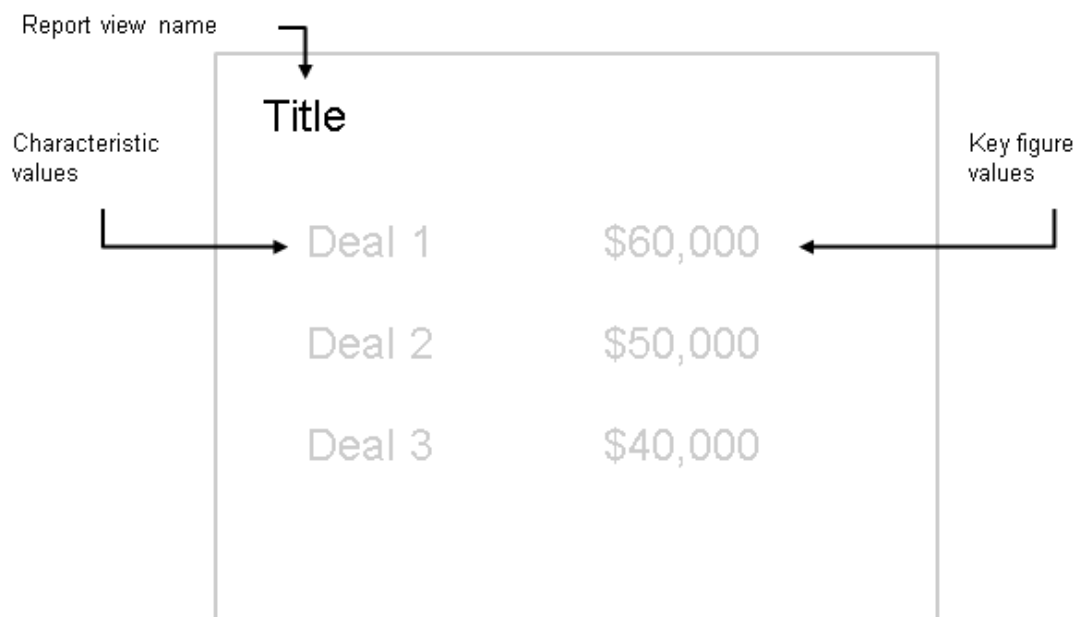 Report view name
Title
Characteristic
values
Key figure
values
Deal 1 $60,000
Deal 2 $50,000
Deal 3 $40,000